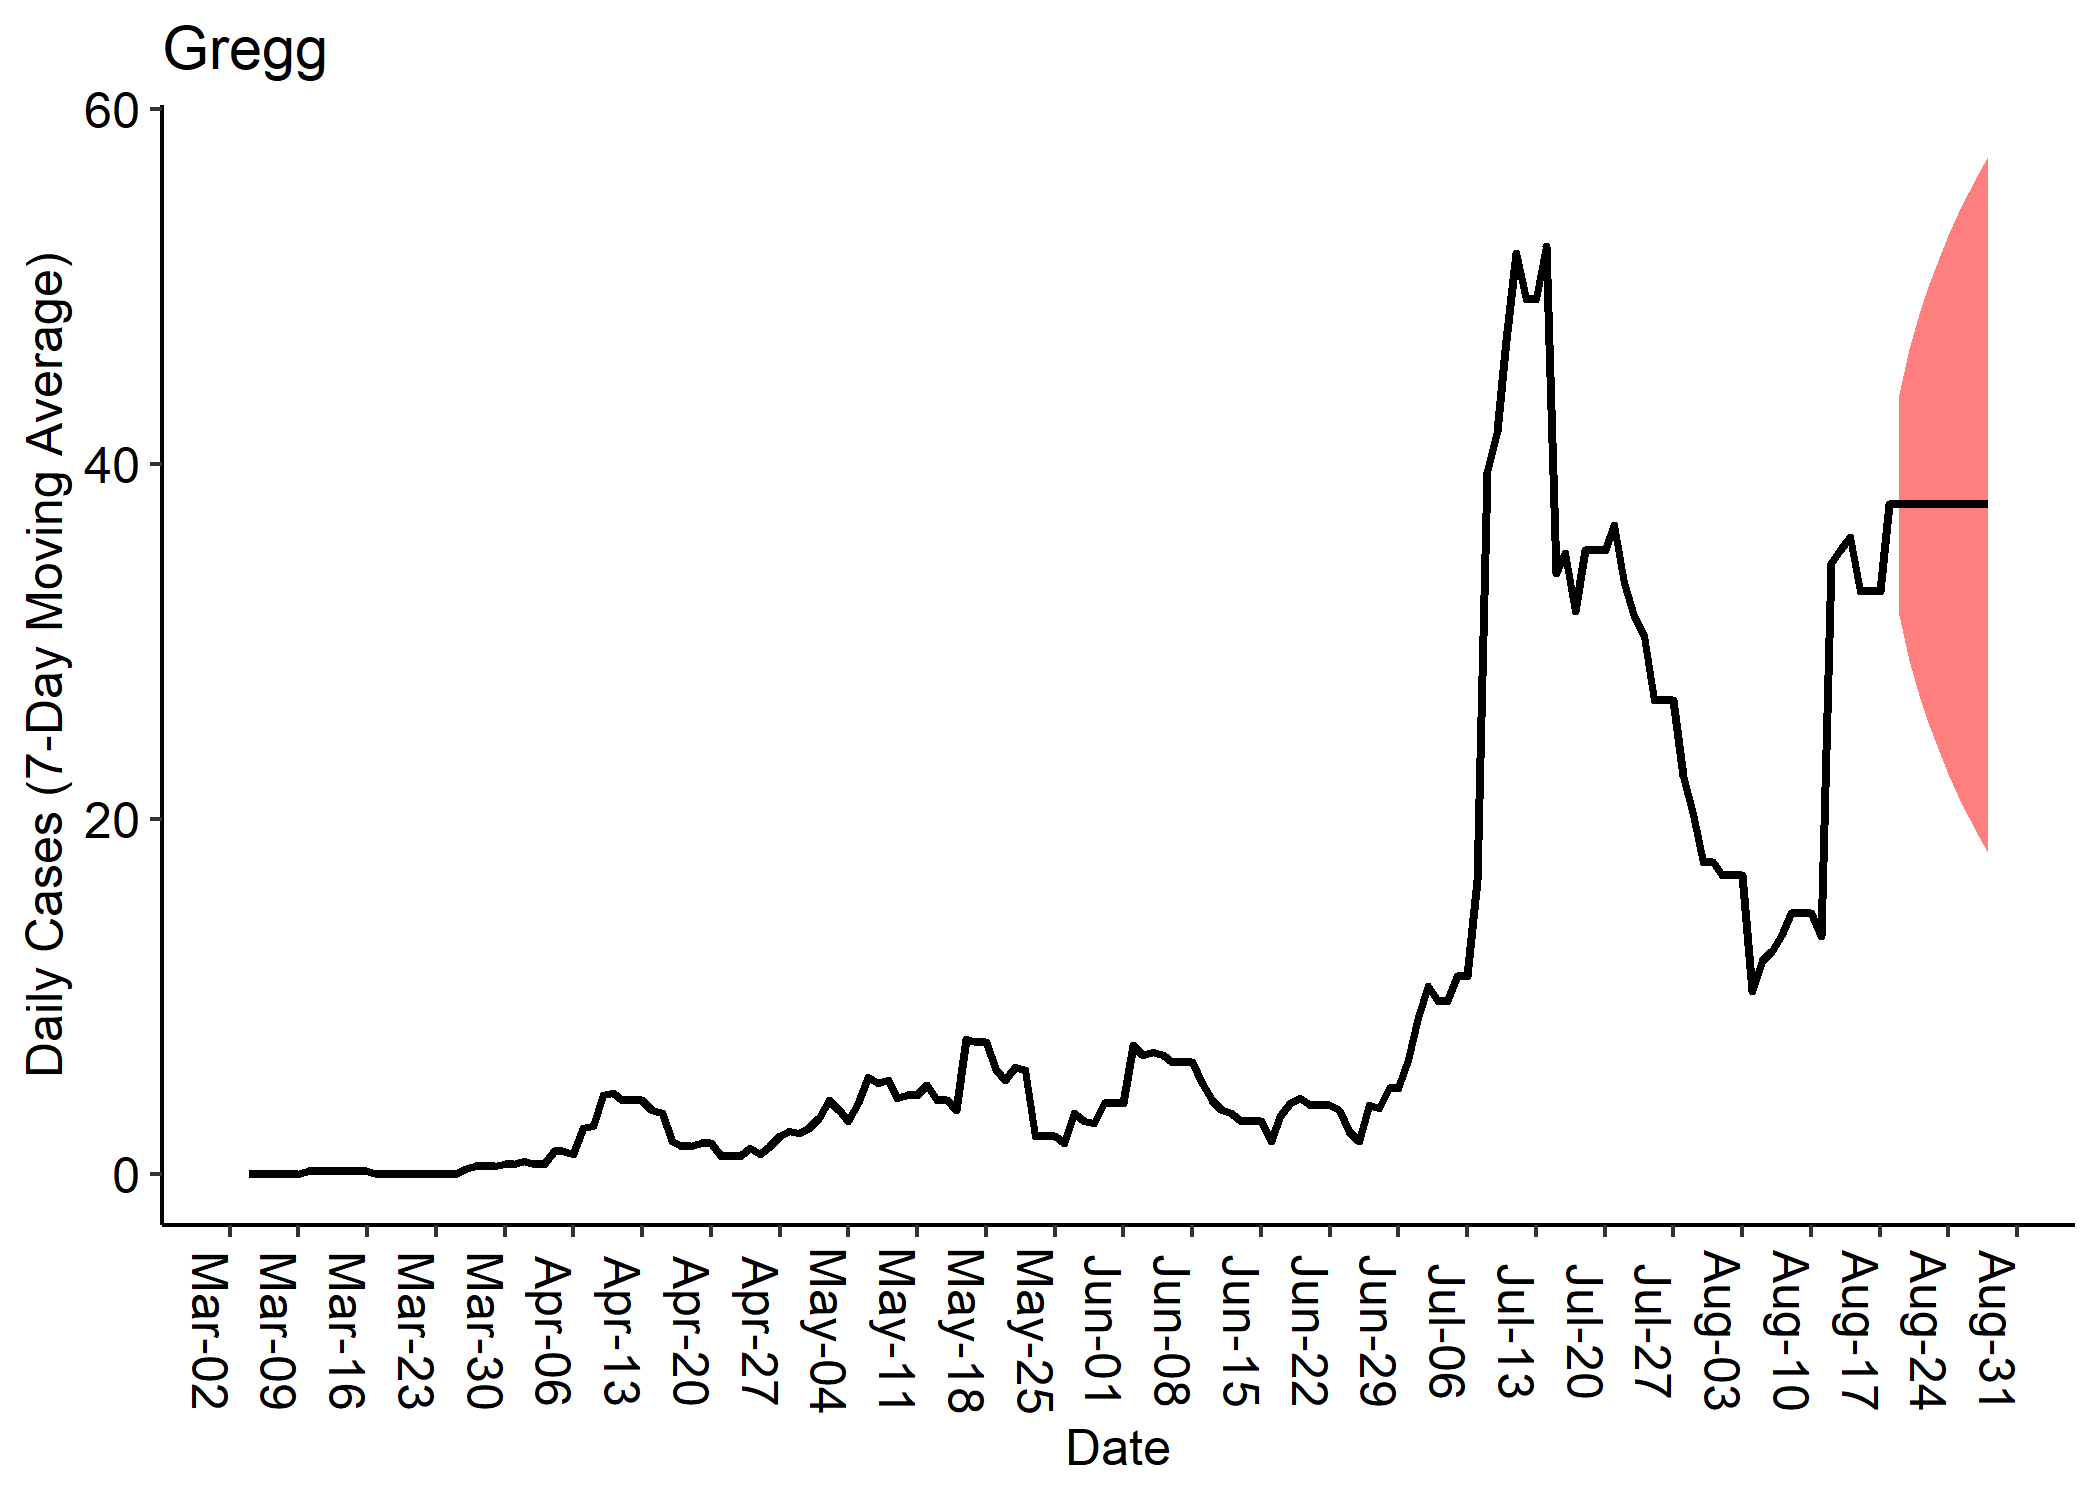 Gregg
60
40
20
0
Daily Cases (7-Day Moving Average)
Mar-02
Mar-09
Mar-16
Mar-23
Mar-30
Apr-06
Apr-13
Apr-20
Apr-27
May-04
May-11
May-18
May-25
Jun-01
Jun-08
Jun-15
Jun-22
Jun-29
Jul-06
Jul-13
Jul-20
Jul-27
Aug-03
Aug-10
Aug-17
Aug-24
Aug-31
Date